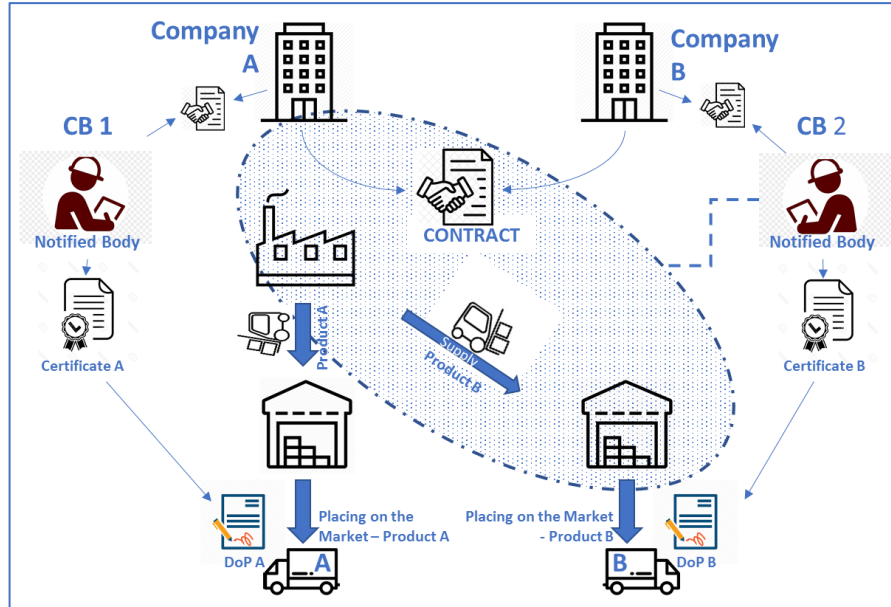 Company
A
Company
B
CB 1
CB 2
Notified Body
CONTRACT
Notified Body
Product A
Supply
Product B
Certificate A
Certificate B
Placing on the
Market – Product A
Placing on the Market
- Product B
DoP A
A
B
DoP B